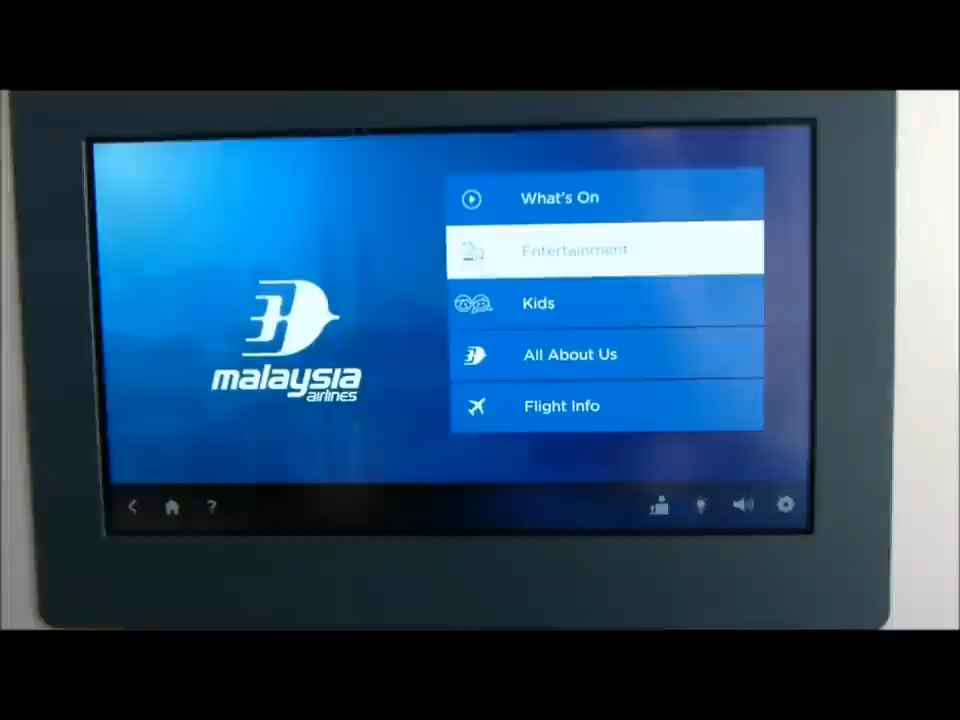 malaysia
airlines
What's On
Entertainment
Kids
All About Us
Flight Info
?